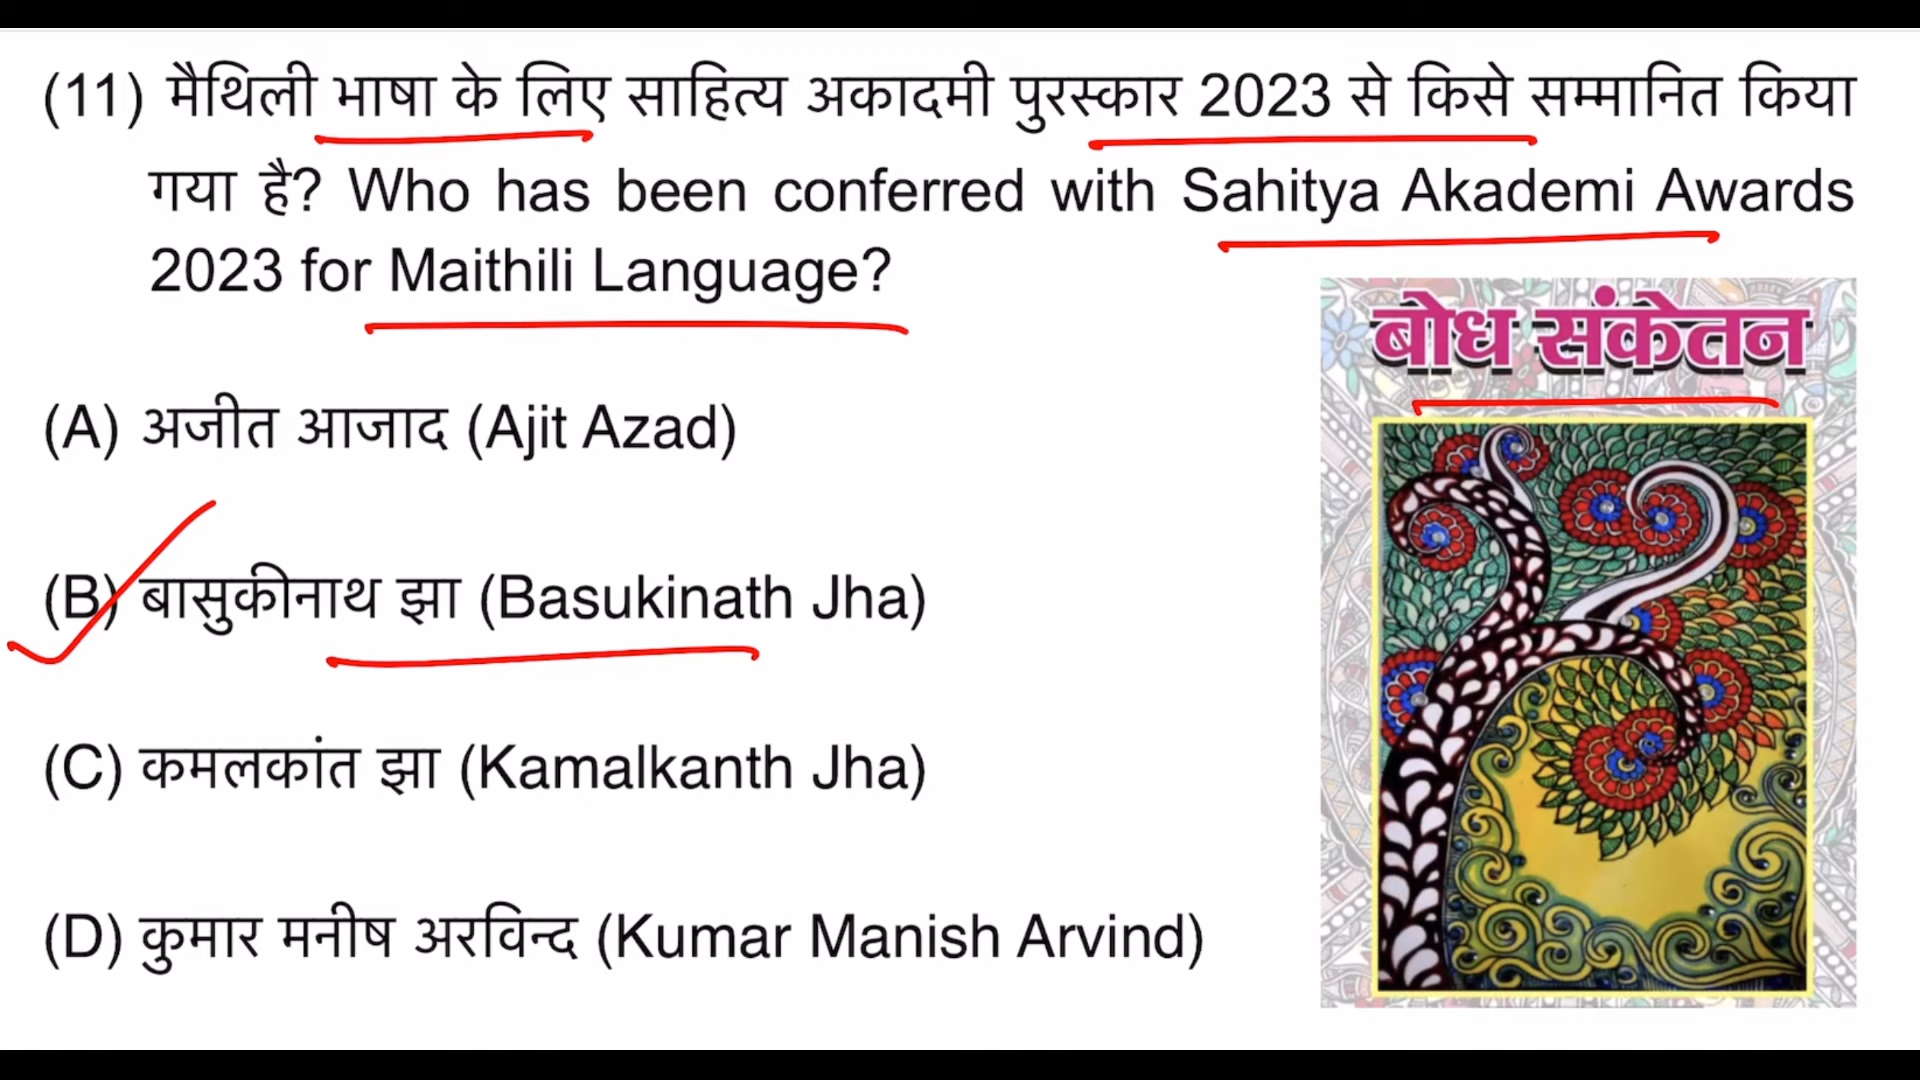 (11) मैथिली भाषा के लिए साहित्य अकादमी पुरस्कार 2023 से किसे सम्मानित किया
गया है? Who has been conferred with Sahitya Akademi Awards
2023 for Maithili Language?
बोध संकेतन
(A) अजीत आजाद (Ajit Azad)
(B) बासुकीनाथ झा (Basukinath Jha)
(C) कमलकांत झा (Kamalkanth Jha)
(D) कुमार मनीष अरविन्द (Kumar Manish Arvind)